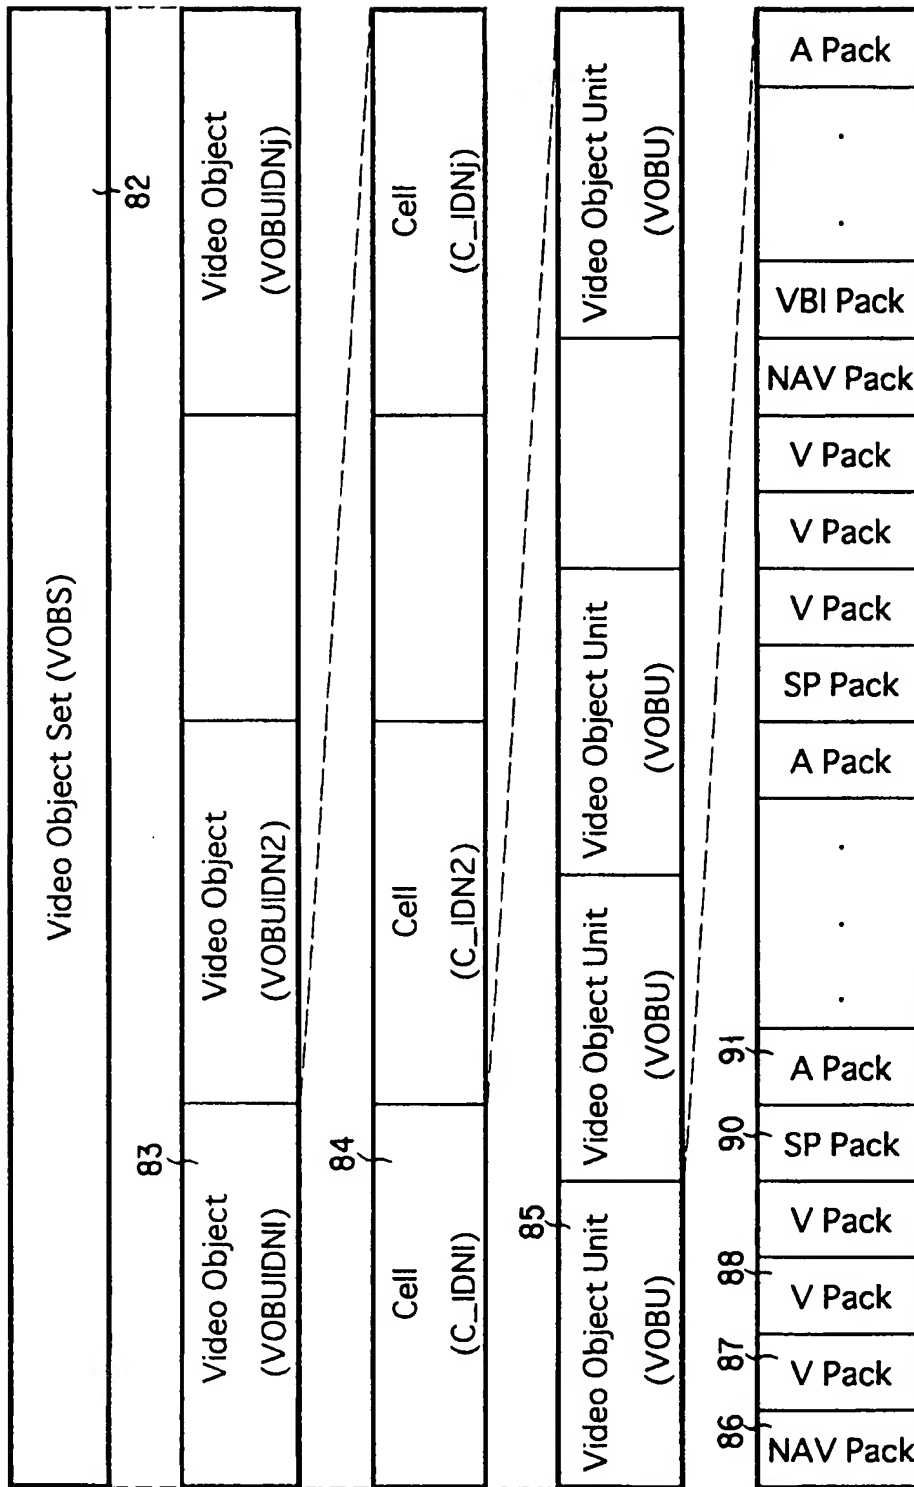 Video Object Set (VOBS)
82
83
Video Object
(VOBUIDN1)
Video Object
(VOBUIDN2)
Video Object
(VOBUIDNj)
84
Cell
(C_IDN1)
Cell
(C_IDN2)
Cell
(C_IDNj)
85
Video Object Unit
(VOBU)
Video Object Unit
(VOBU)
Video Object Unit
(VOBU)
Video Object Unit
(VOBU)
86
87
88
90
91
NAV Pack
V Pack
V Pack
V Pack
SP Pack
A Pack
· · ·
A Pack
SP Pack
V Pack
V Pack
V Pack
NAV Pack
VBI Pack
· ·
A Pack